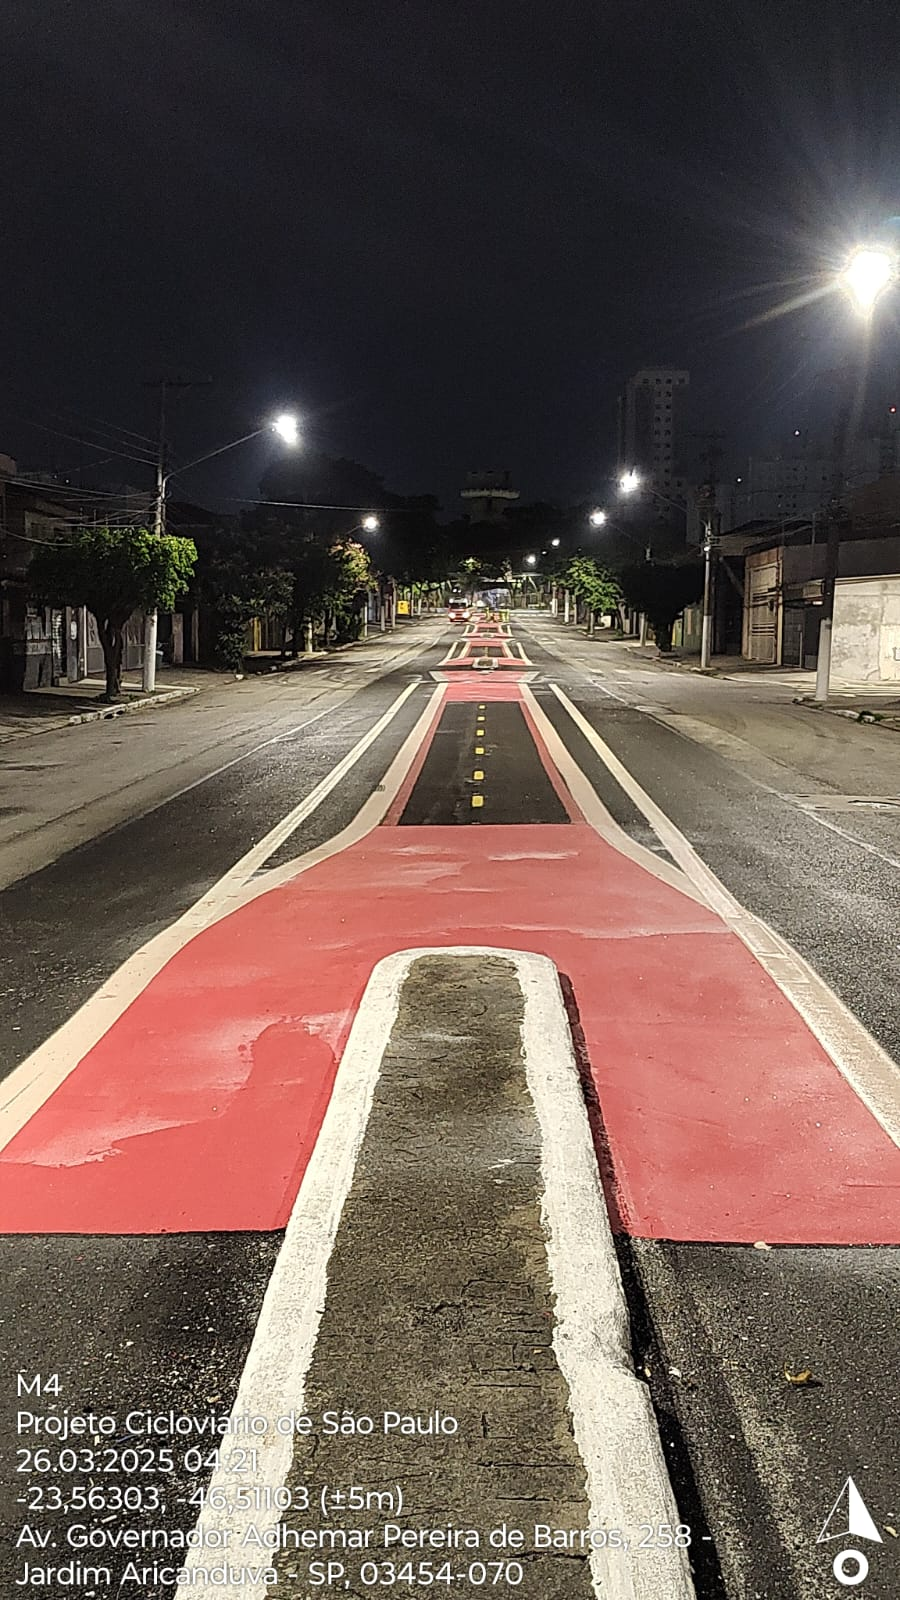 M4
Projeto Cicloviário de São Paulo
26.03.2025 04:21
-23,56303, -46,51103 (±5m)
Av. Governador Adhemar Pereira de Barros, 258 -
Jardim Aricanduva - SP, 03454-070